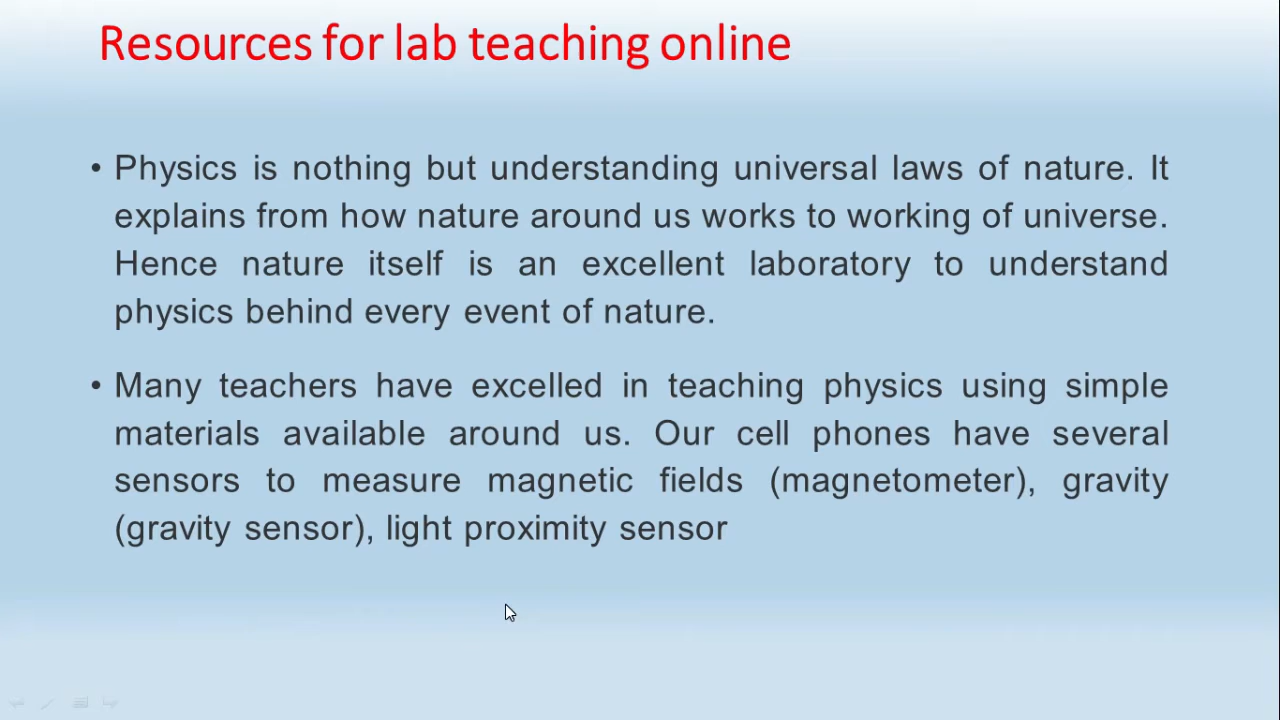 Resources for lab teaching online
• Physics is nothing but understanding universal laws of nature. It
explains from how nature around us works to working of universe.
Hence nature itself is an excellent laboratory to understand
physics behind every event of nature.
• Many teachers have excelled in teaching physics using simple
materials available around us. Our cell phones have several
sensors to measure magnetic fields (magnetometer), gravity
(gravity sensor), light proximity sensor